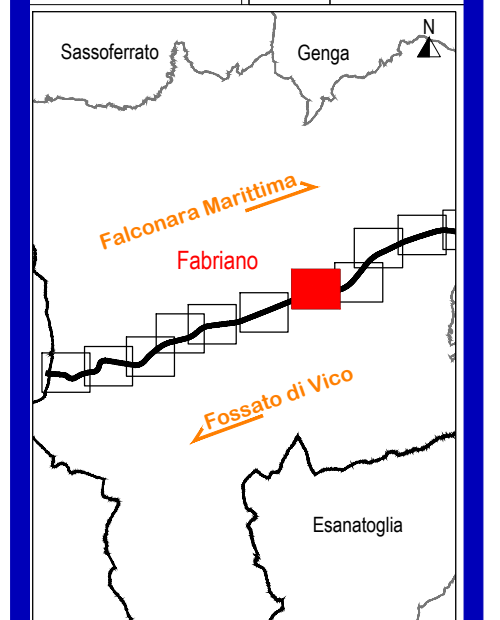 Sassoferrato
Genga
N
Falconara Marittima
Fabriano
Fossato di Vico
Esanatoglia